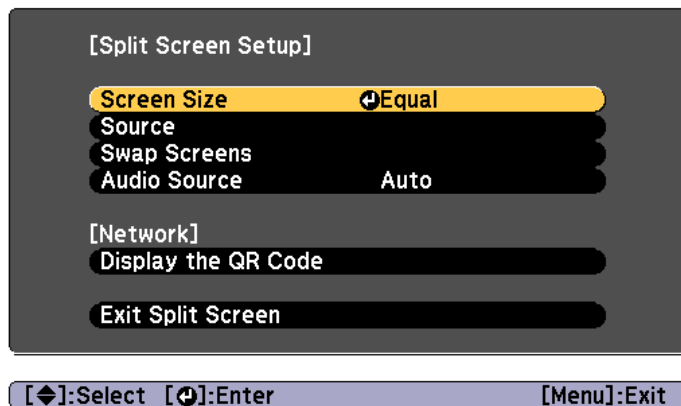 [Split Screen Setup]
Screen Size Equal
Source
Swap Screens
Audio Source Auto
[Network]
Display the QR Code
Exit Split Screen
[◆]:Select [↵]:Enter [Menu]:Exit